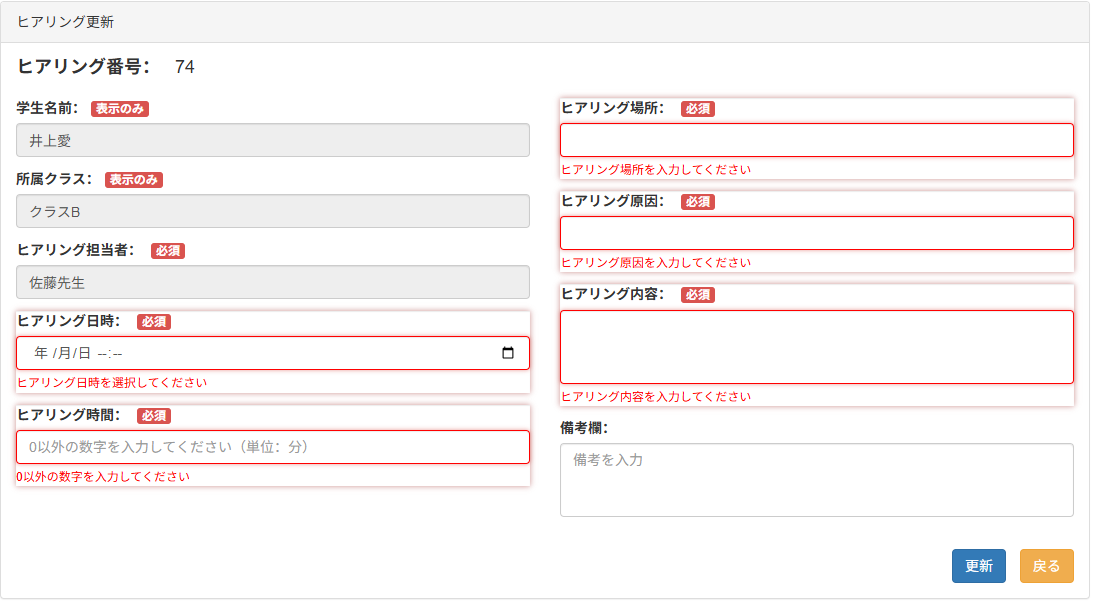 ヒアリング更新
ヒアリング番号： 74
学生名前： 表示のみ
井上愛
所属クラス： 表示のみ
クラスB
ヒアリング担当者： 必須
佐藤先生
ヒアリング日時： 必須
年 /月/日 --:--
ヒアリング日時を選択してください
ヒアリング時間： 必須
0以外の数字を入力してください（単位：分）
0以外の数字を入力してください
ヒアリング場所： 必須
ヒアリング場所を入力してください
ヒアリング原因： 必須
ヒアリング原因を入力してください
ヒアリング内容： 必須
ヒアリング内容を入力してください
備考欄：
備考を入力
更新 戻る